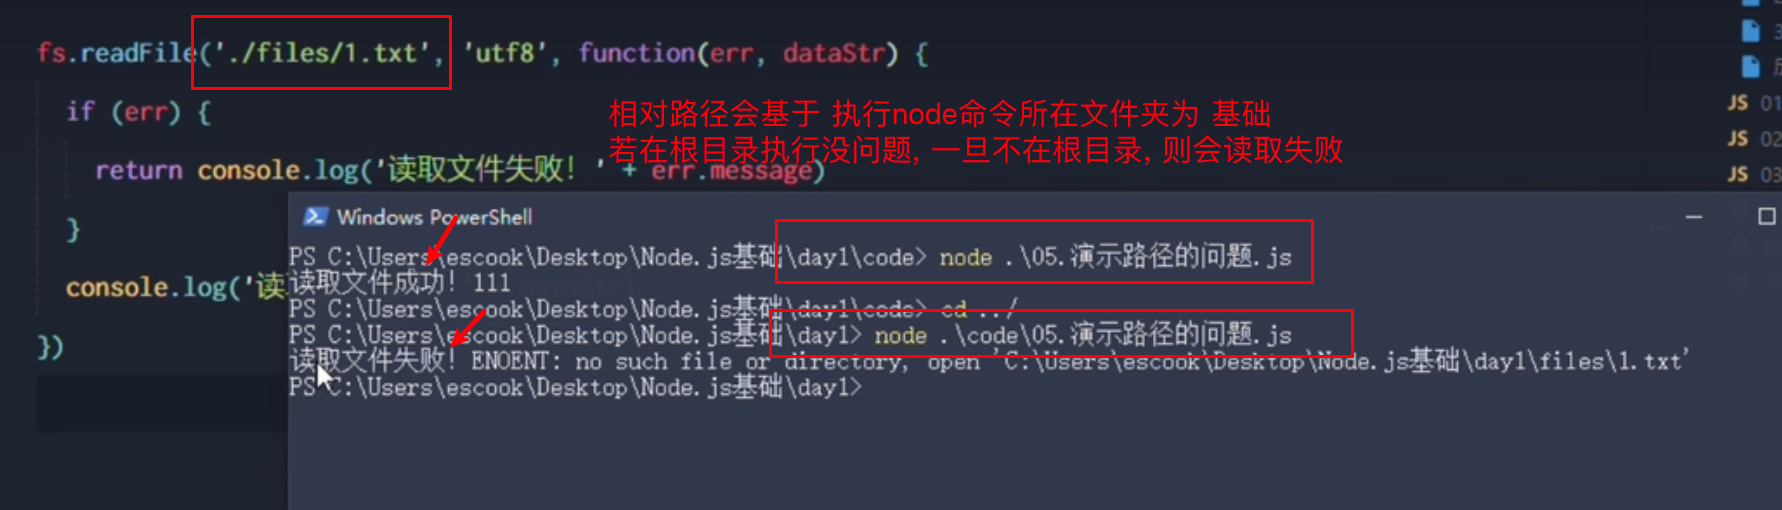 fs.readFile('./files/1.txt', 'utf8', function(err, dataStr) {
if (err) {
相对路径会基于 执行node命令所在文件夹为 基础
若在根目录执行没问题, 一旦不在根目录, 则会读取失败
return console.log('读取文件失败! ' + err.message)
}
console.log('读
})
Windows PowerShell
PS C:\Users\escook\Desktop\Node.js基础\day1\code> node .\05.演示路径的问题.js
读取文件成功! 111
PS C:\Users\escook\Desktop\Node.js基础\day1\code> cd ../
PS C:\Users\escook\Desktop\Node.js基础\day1> node .\code\05.演示路径的问题.js
读取文件失败! ENOENT: no such file or directory, open 'C:\Users\escook\Desktop\Node.js基础\day1\files\1.txt'
PS C:\Users\escook\Desktop\Node.js基础\day1>
JS 01
JS 02
JS 03